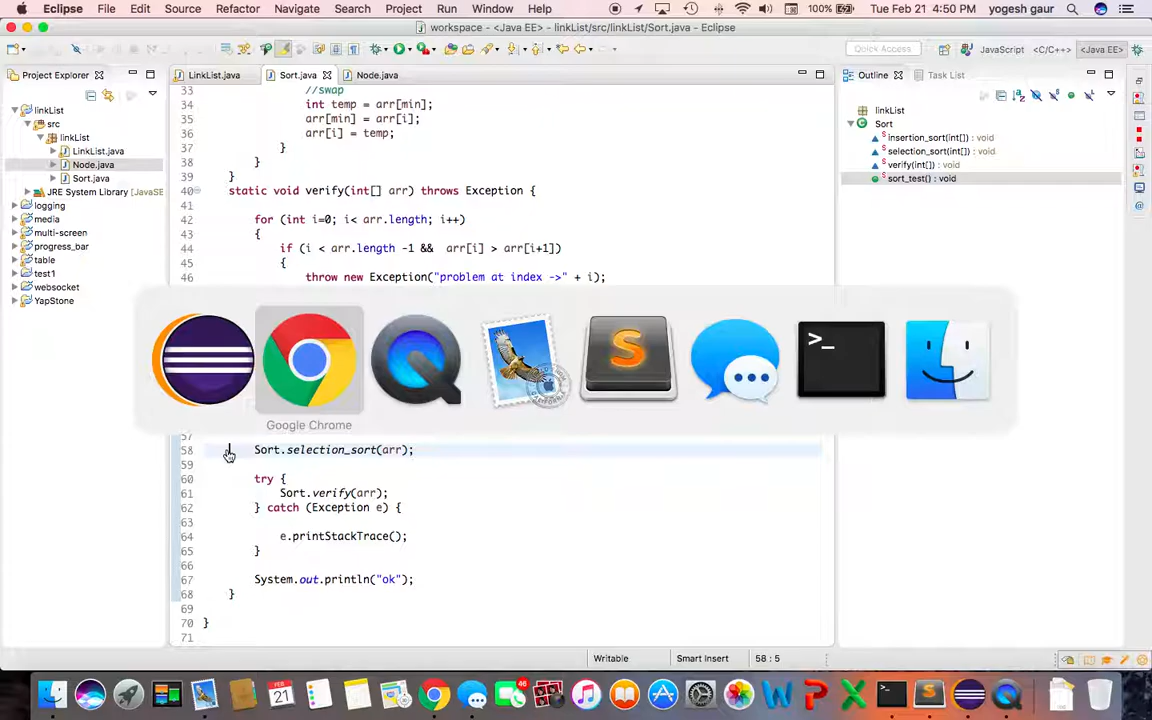 Eclipse File Edit Source Refactor Navigate Search Project Run Window Help 100% Tue Feb 21 4:50 PM yogesh gaur
workspace - <Java EE> - linkList/src/linkList/Sort.java - Eclipse
Quick Access JavaScript <C/C++> <Java EE>
Project Explorer
linkList
src
linkList
LinkList.java
Node.java
Sort.java
JRE System Library [JavaSE
logging
media
multi-screen
progress_bar
table
test1
websocket
YapStone
LinkList.java Sort.java Node.java
33 //swap
34 int temp = arr[min];
35 arr[min] = arr[i];
36 arr[i] = temp;
37 }
38 }
39 }
40 static void verify(int[] arr) throws Exception {
41
42 for (int i=0; i< arr.length; i++)
43 {
44 if (i < arr.length -1 && arr[i] > arr[i+1])
45 {
46 throw new Exception("problem at index ->" + i);
Google Chrome
57
58 Sort.selection_sort(arr);
59
60 try {
61 Sort.verify(arr);
62 } catch (Exception e) {
63
64 e.printStackTrace();
65 }
66
67 System.out.println("ok");
68 }
69
70 }
71
Outline Task List
linkList
Sort
insertion_sort(int[]) : void
selection_sort(int[]) : void
verify(int[]) : void
sort_test() : void
Writable Smart Insert 58 : 5
46